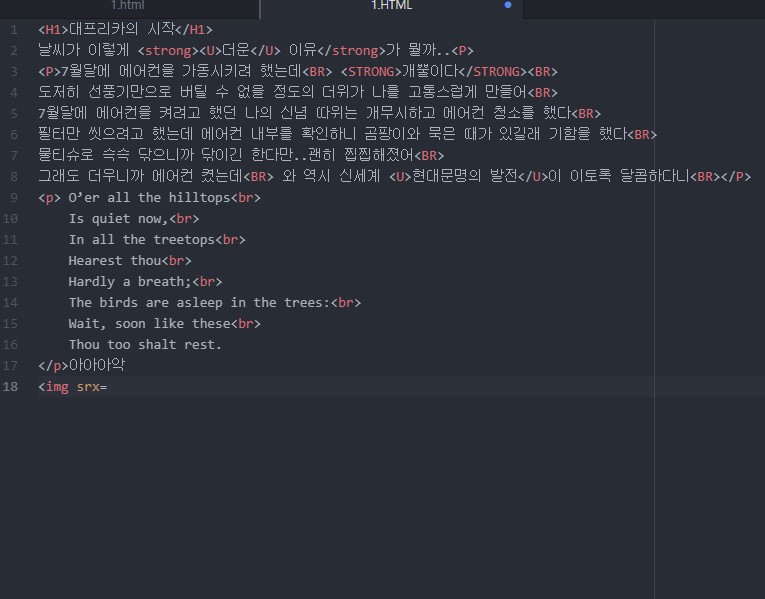 1.html 1.HTML
1 <H1>대프리카의 시작</H1>
2 날씨가 이렇게 <strong><U>더운</U> 이유</strong>가 뭘까..<P>
3 <P>7월달에 에어컨을 가동시키려 했는데<BR> <STRONG>개뿔이다</STRONG><BR>
4 도저히 선풍기만으로 버틸 수 없을 정도의 더위가 나를 고통스럽게 만들어<BR>
5 7월달에 에어컨을 켜려고 했던 나의 신념 따위는 개무시하고 에어컨 청소를 했다<BR>
6 필터만 씻으려고 했는데 에어컨 내부를 확인하니 곰팡이와 묵은 때가 있길래 기함을 했다<BR>
7 물티슈로 슥슥 닦으니까 닦이긴 한다만..괜히 찝찝해졌어<BR>
8 그래도 더우니까 에어컨 켰는데<BR> 와 역시 신세계 <U>현대문명의 발전</U>이 이토록 달콤하다니<BR></P>
9 <p> O’er all the hilltops<br>
10 Is quiet now,<br>
11 In all the treetops<br>
12 Hearest thou<br>
13 Hardly a breath;<br>
14 The birds are asleep in the trees:<br>
15 Wait, soon like these<br>
16 Thou too shalt rest.
17 </p>아아아악
18 <img srx=